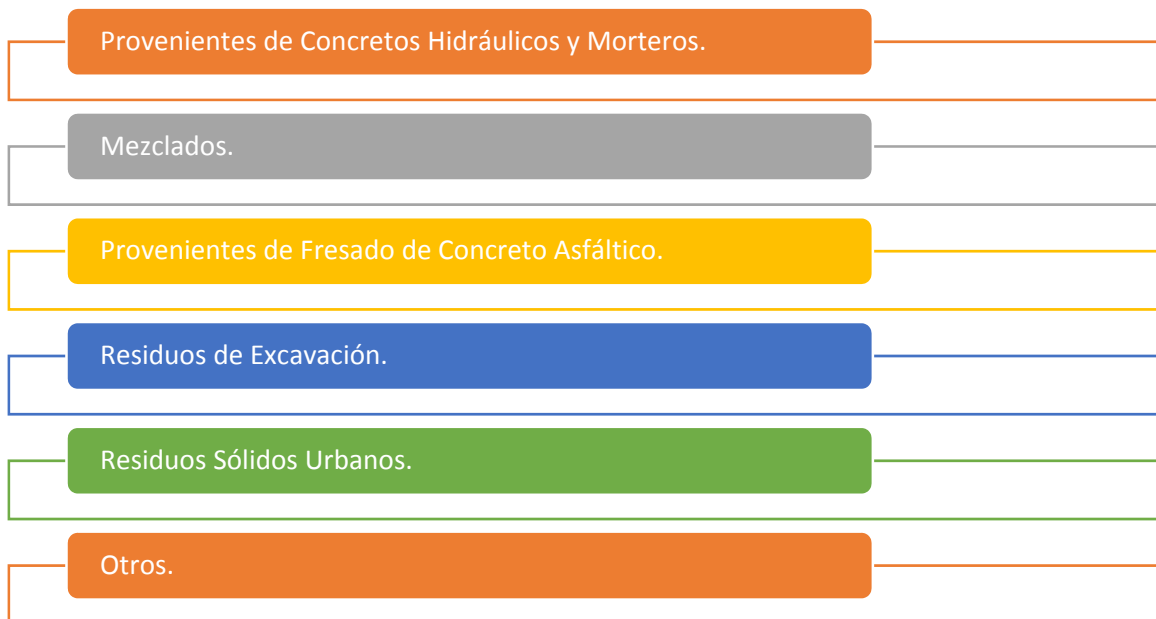 Provenientes de Concretos Hidráulicos y Morteros.
Mezclados.
Provenientes de Fresado de Concreto Asfáltico.
Residuos de Excavación.
Residuos Sólidos Urbanos.
Otros.